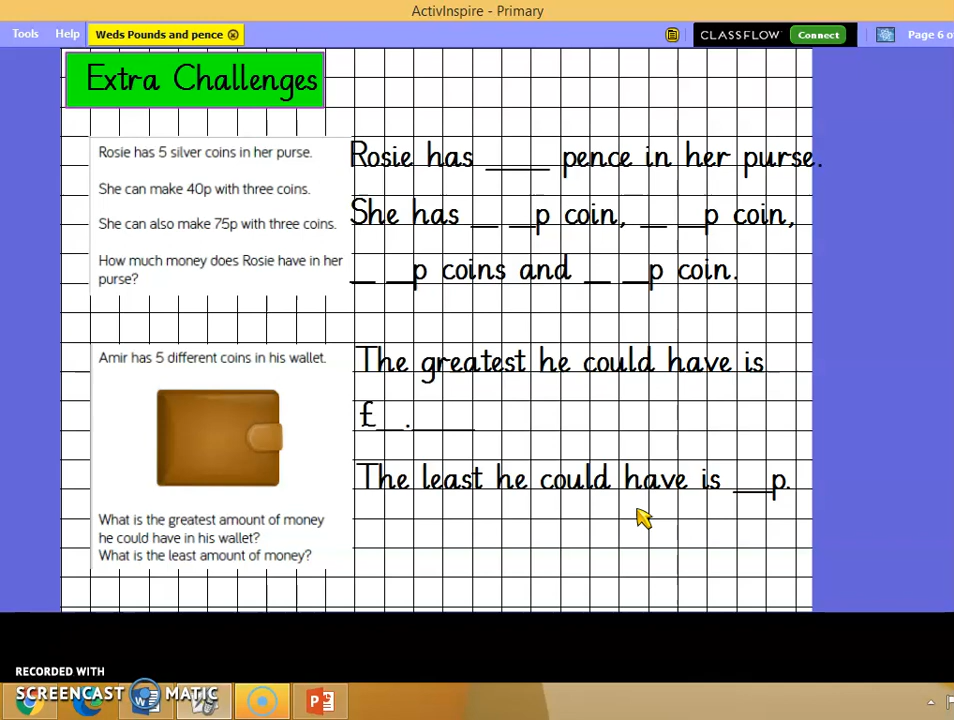 ActivInspire - Primary
Tools Help Weds Pounds and pence CLASSFLOW Connect Page 6 o
Extra Challenges
Rosie has 5 silver coins in her purse.
She can make 40p with three coins.
She can also make 75p with three coins.
How much money does Rosie have in her
purse?
Rosie has ____ pence in her purse.
She has __ __p coin, __ __p coin,
__ __p coins and __ __p coin.
Amir has 5 different coins in his wallet.
What is the greatest amount of money
he could have in his wallet?
What is the least amount of money?
The greatest he could have is
£__.____
The least he could have is ___p.
RECORDED WITH
SCREENCAST MATIC